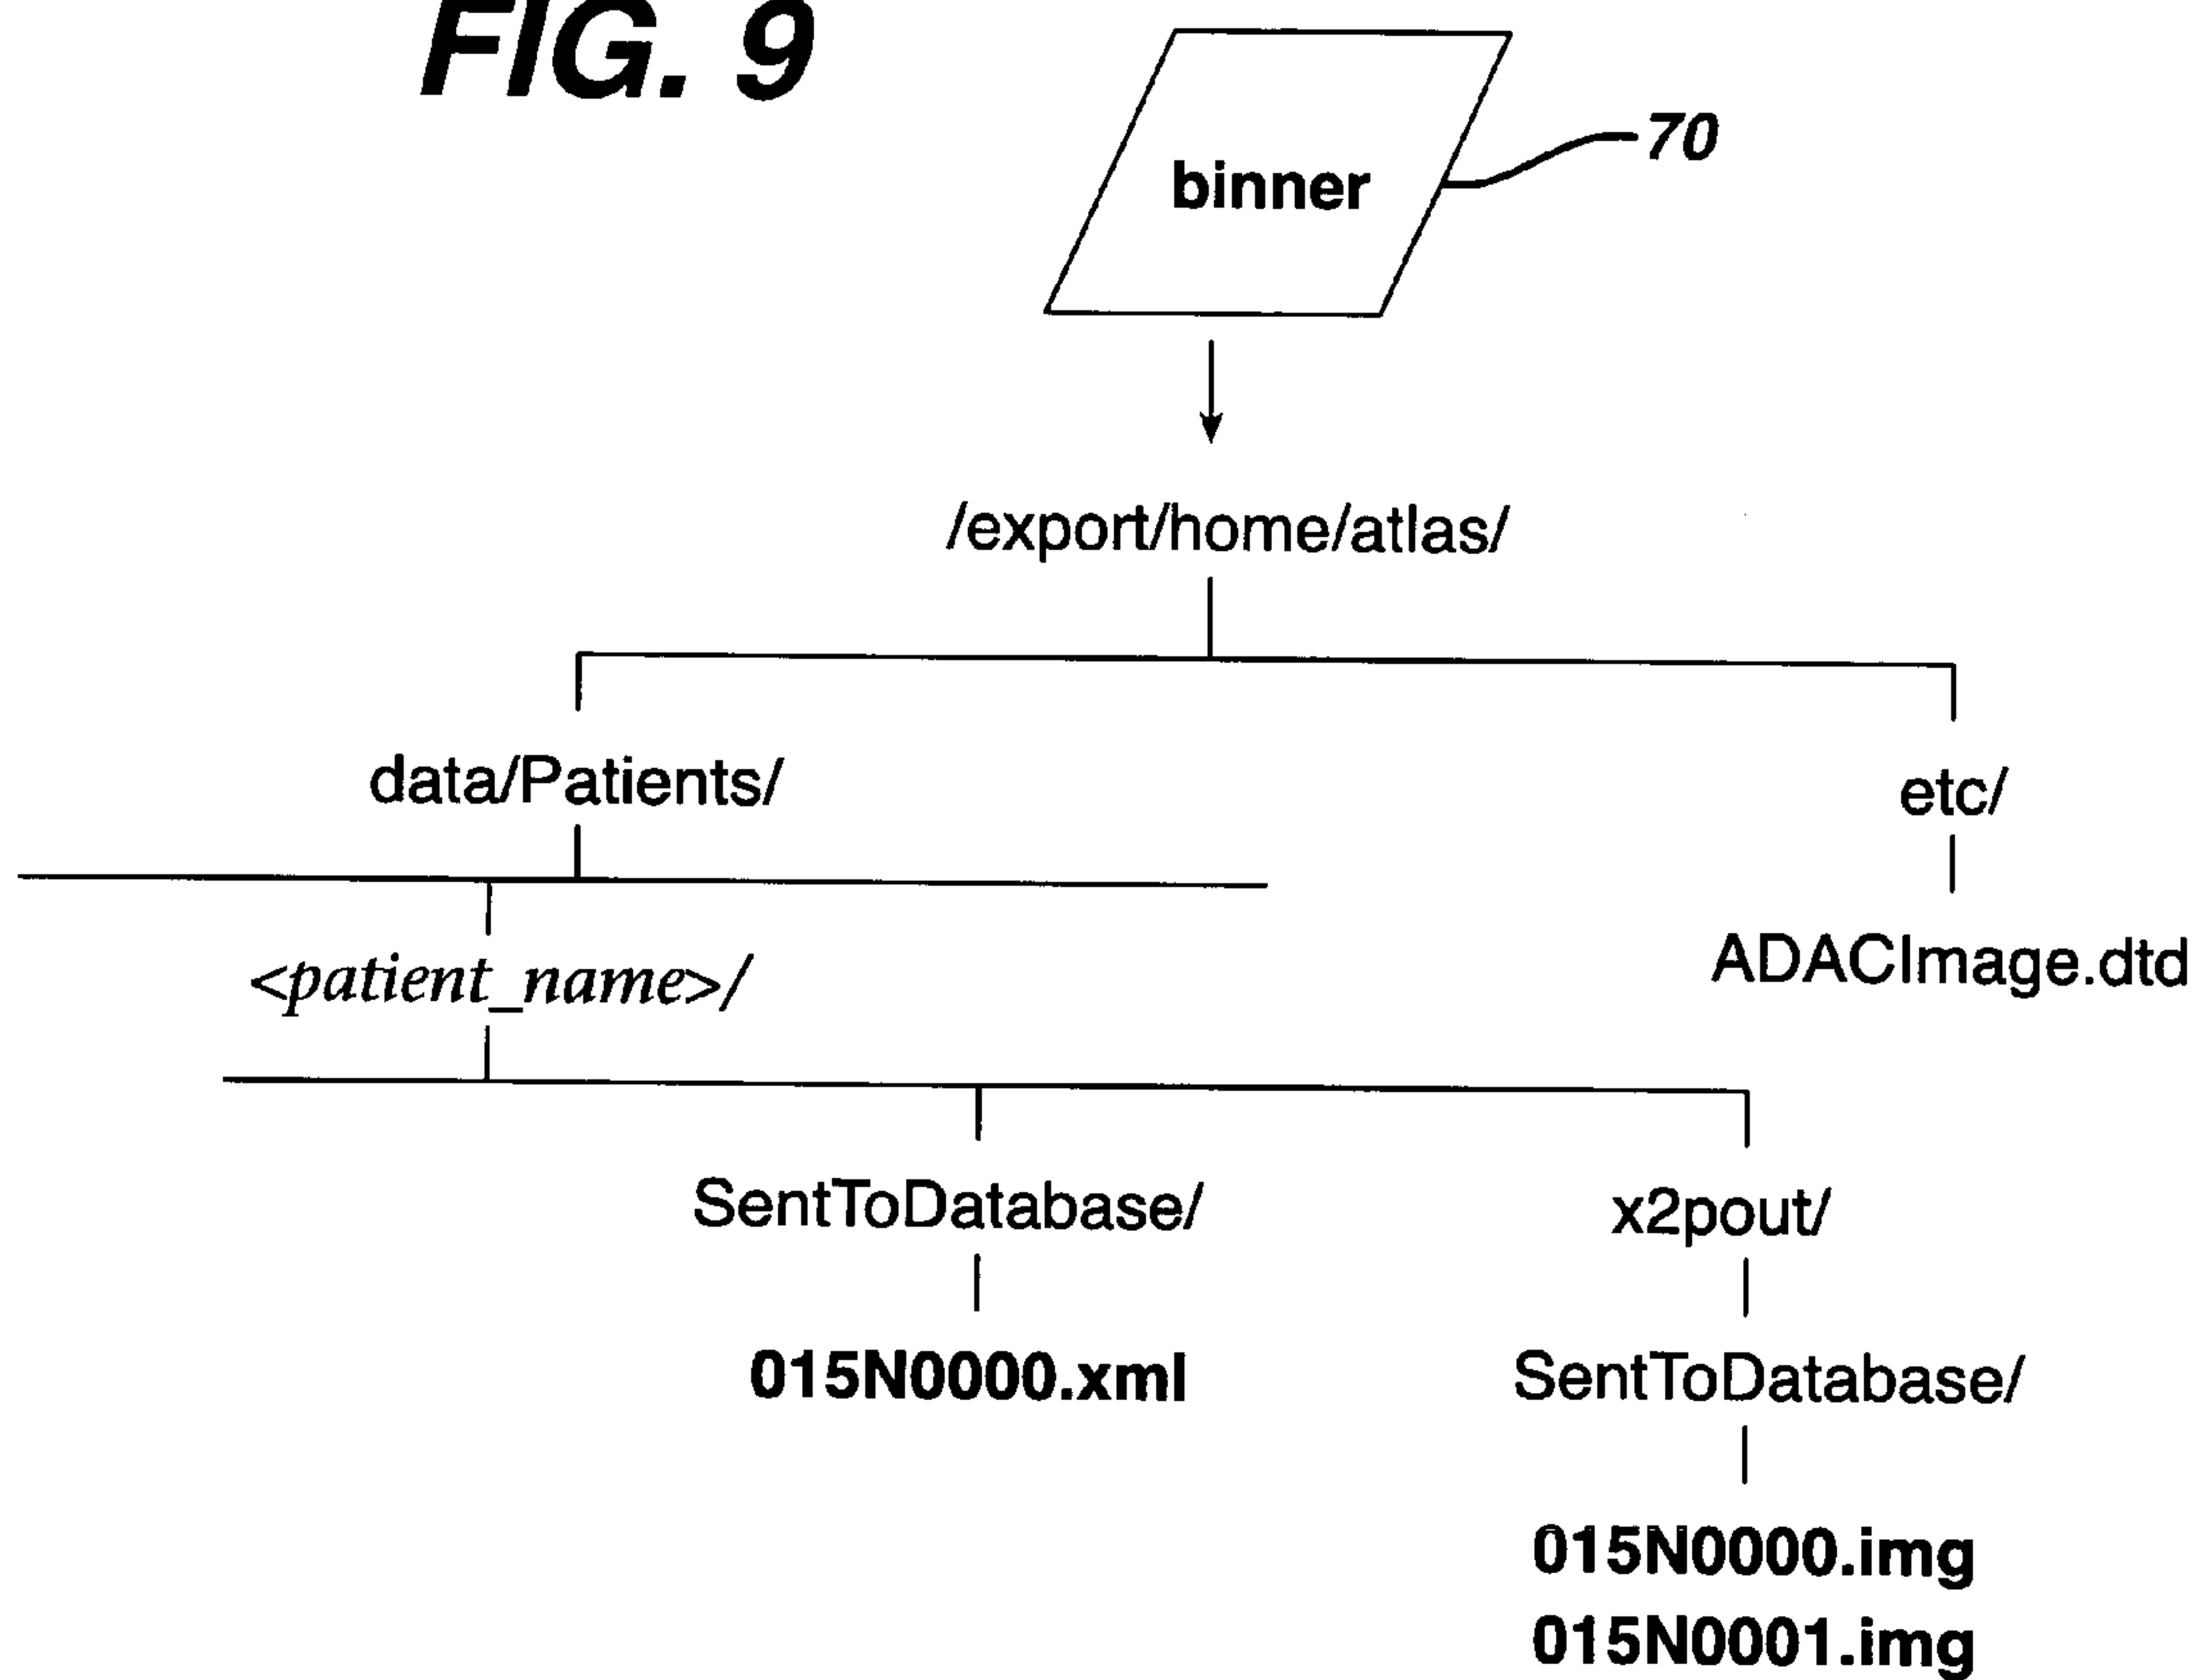 FIG. 9
binner
70
/export/home/atlas/
data/Patients/
etc/
<patient_name>/
ADACImage.dtd
SentToDatabase/
x2pout/
015N0000.xml
SentToDatabase/
015N0000.img
015N0001.img